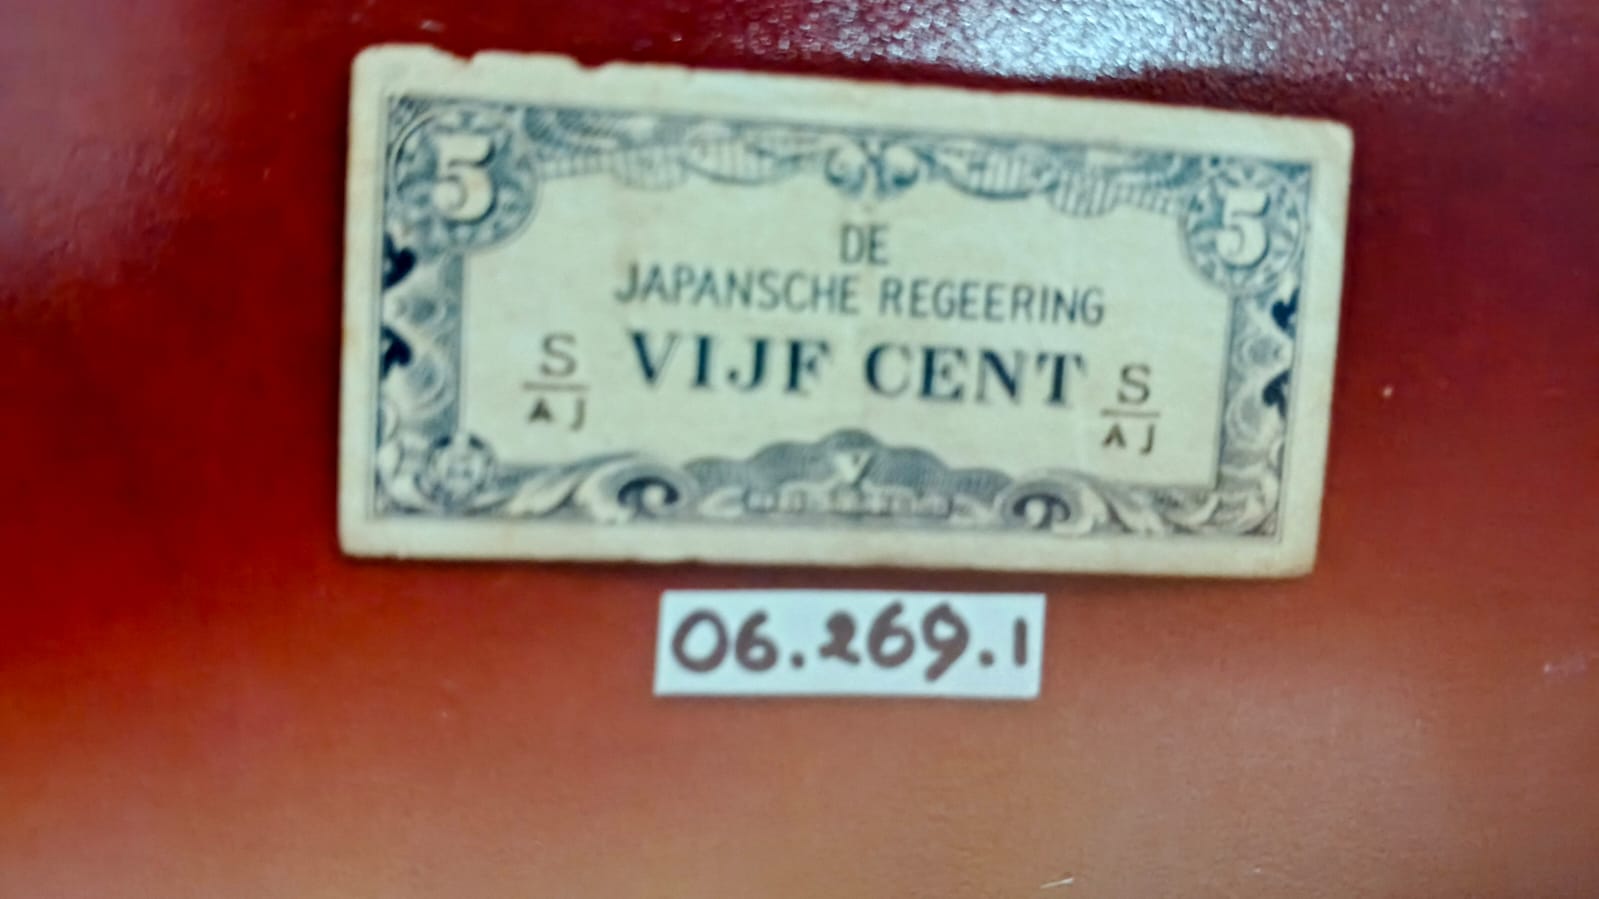 5
5
DE
JAPANSCHE REGEERING
VIJF CENT
S
AJ
S
AJ
06.269.1